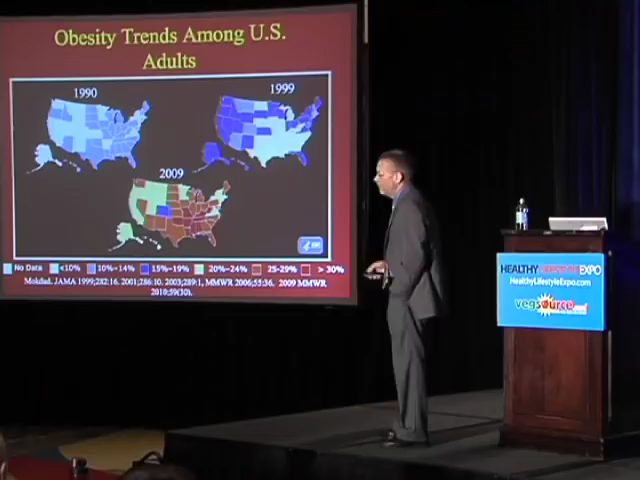 Obesity Trends Among U.S.
Adults
1990
1999
2009
CDC
No Data <10% 10%–14% 15%–19% 20%–24% 25-29% > 30%
Mokdad. JAMA 1999;282:16, 2001;286:10, 2003;289:1, MMWR 2006;55:36, 2009 MMWR
2010;59(30).
HEALTHY LIFESTYLE EXPO
HealthyLifestyleExpo.com
vegsource